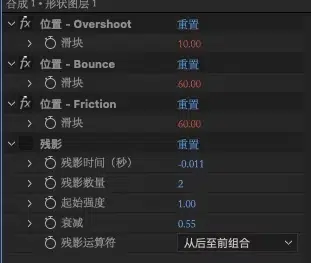 合成 1 • 形状图层 1
fx 位置 - Overshoot 重置
滑块 10.00
fx 位置 - Bounce 重置
滑块 60.00
fx 位置 - Friction 重置
滑块 60.00
残影 重置
残影时间（秒） -0.011
残影数量 2
起始强度 1.00
衰减 0.55
残影运算符 从后至前组合